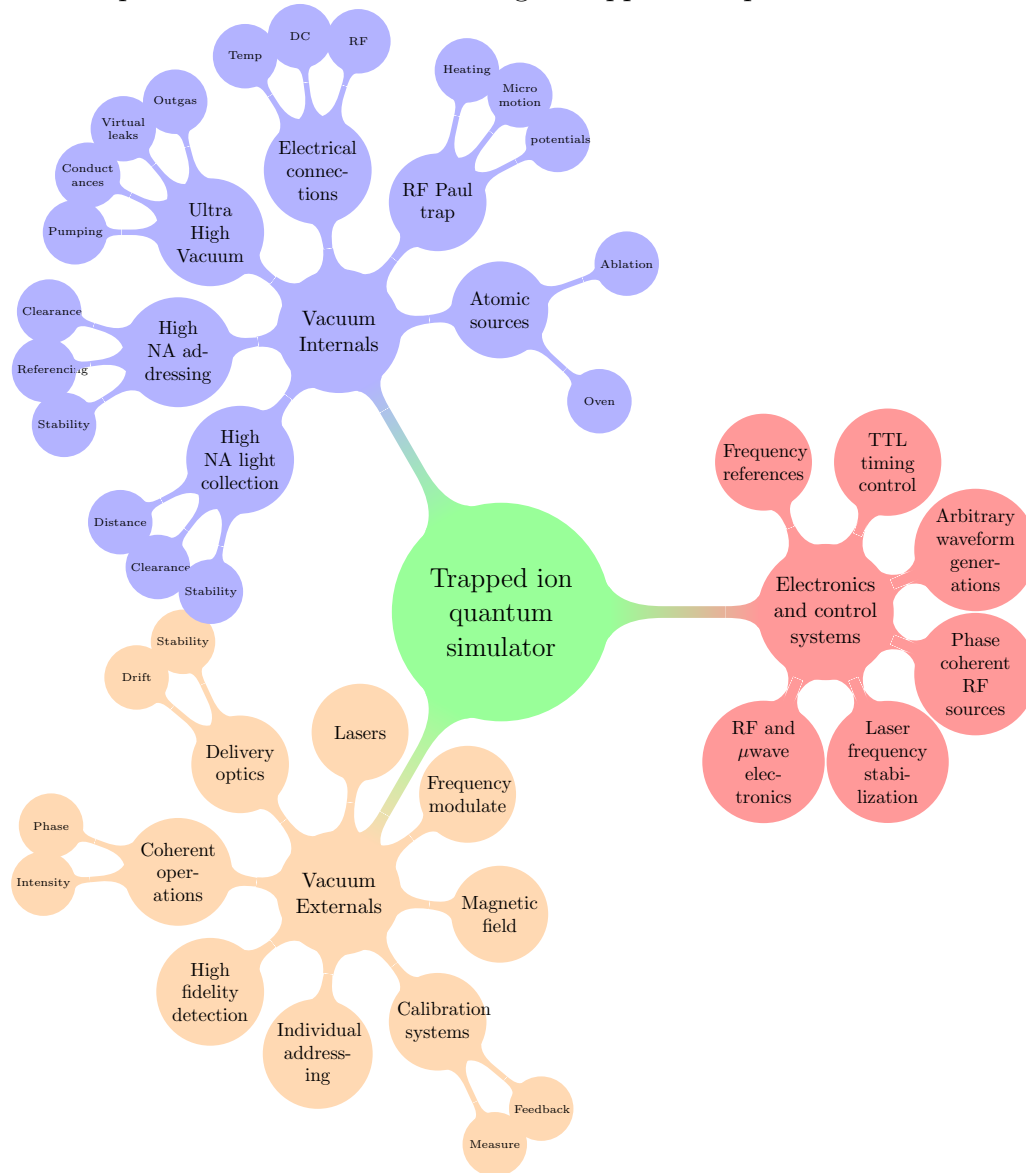 DC
RF
Temp
Heating
Micro
motion
potentials
Outgas
Virtual
leaks
Conduct
ances
Pumping
Electrical
connec-
tions
RF Paul
trap
Ultra
High
Vacuum
Ablation
Atomic
sources
Oven
Vacuum
Internals
Clearance
Referencing
Stability
High
NA ad-
dressing
High
NA light
collection
Distance
Clearance
Stability
Trapped ion
quantum
simulator
Frequency
references
TTL
timing
control
Arbitrary
waveform
gener-
ations
Electronics
and control
systems
Phase
coherent
RF
sources
RF and
μwave
elec-
tronics
Laser
frequency
stabi-
lization
Stability
Drift
Delivery
optics
Lasers
Frequency
modulate
Phase
Intensity
Coherent
oper-
ations
Vacuum
Externals
Magnetic
field
High
fidelity
detection
Individual
address-
ing
Calibration
systems
Feedback
Measure